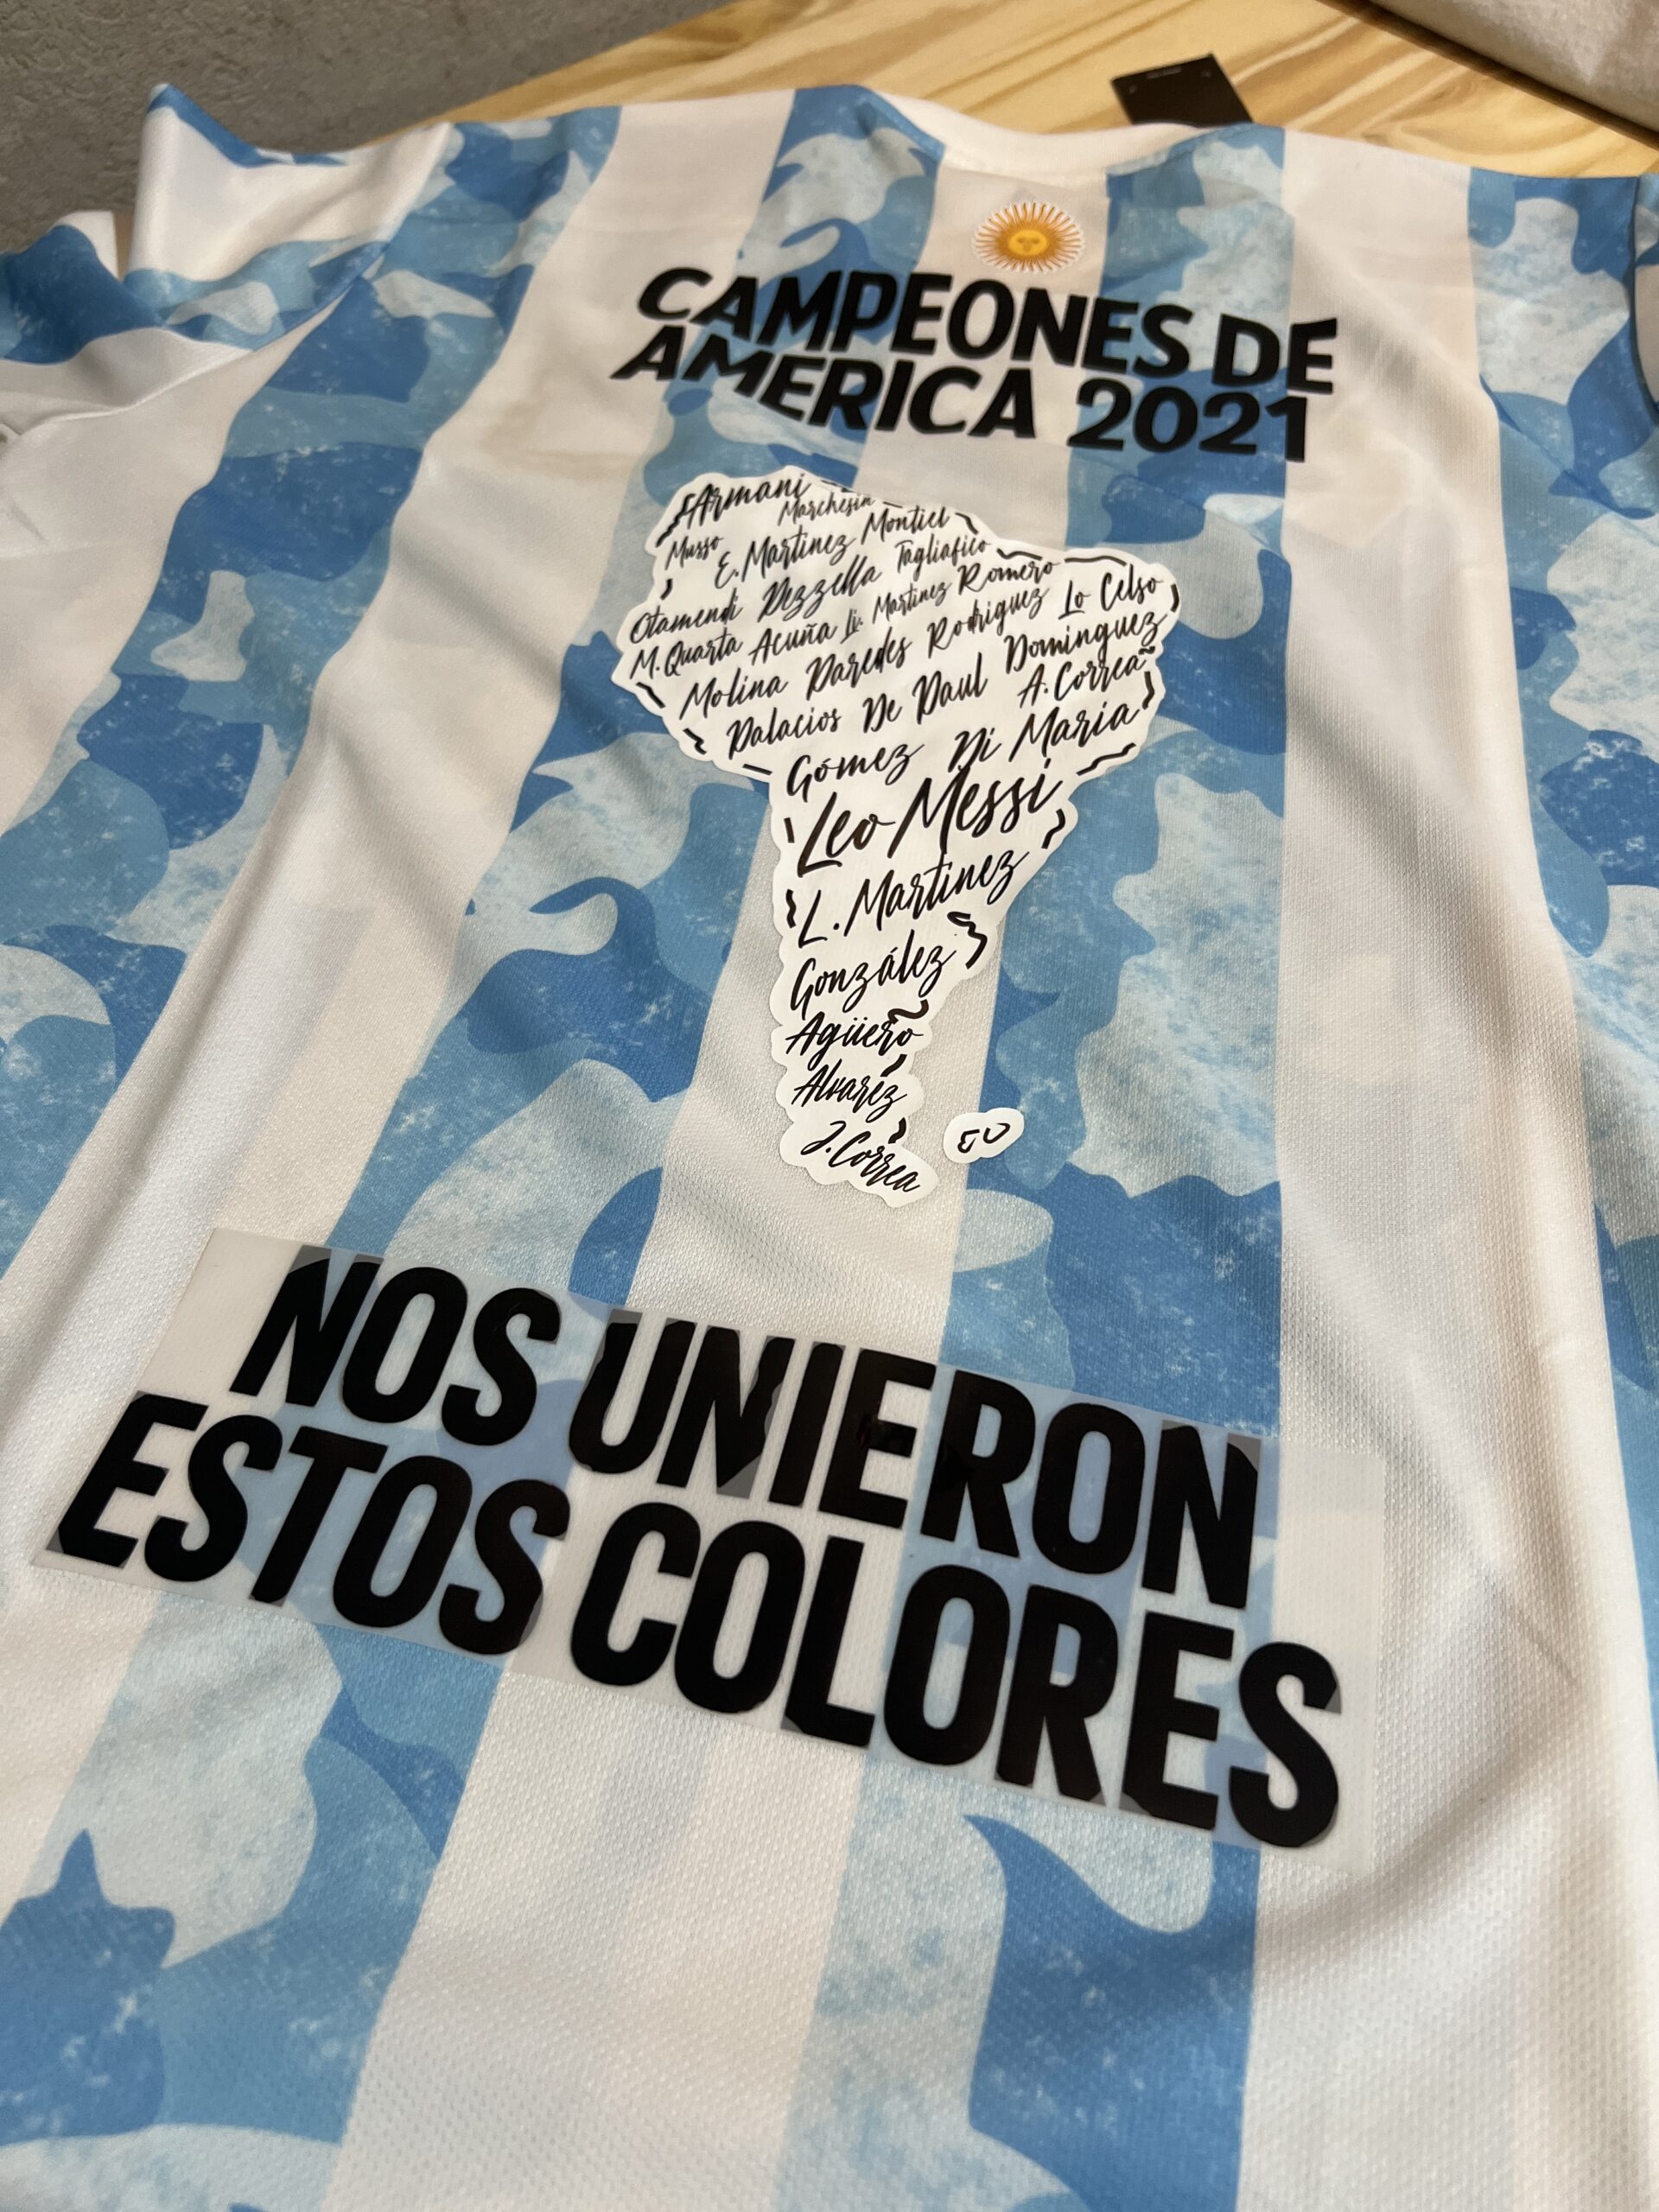 CAMPEONES DE
AMERICA 2021
Armani
Marchesin
Musso E. Martinez Montiel
Otamendi Pezzella Tagliafico
M. Quarta Acuña Li. Martinez Romero
Molina Paredes Rodriguez Lo Celso
Palacios De Paul Dominguez
A. Correa
Gómez Di Maria
Leo Messi
L. Martinez
González
Agüero
Alvarez
J. Correa
NOS UNIERON
ESTOS COLORES